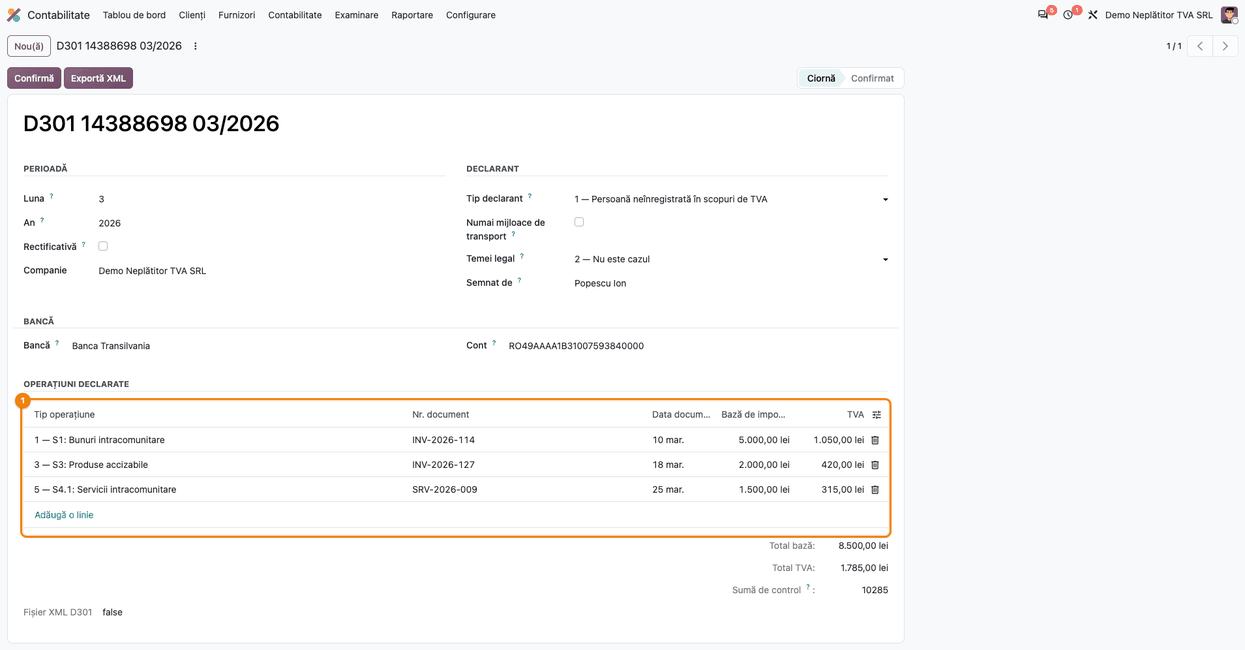 Contabilitate Tablou de bord Clienți Furnizori Contabilitate Examinare Raportare Configurare 5 1 Demo Neplătitor TVA SRL
Nou(ă) D301 14388698 03/2026 1 / 1
Confirmă Exportă XML Ciornă Confirmat
D301 14388698 03/2026
PERIOADĂ
Luna ? 3
An ? 2026
Rectificativă ?
Companie Demo Neplătitor TVA SRL
DECLARANT
Tip declarant ? 1 — Persoană neînregistrată în scopuri de TVA
Numai mijloace de
transport ?
Temei legal ? 2 — Nu este cazul
Semnat de ? Popescu Ion
BANCĂ
Bancă ? Banca Transilvania Cont ? RO49AAAA1B31007593840000
OPERAȚIUNI DECLARATE
1
Tip operațiune Nr. document Data docum... Bază de impo... TVA
1 — S1: Bunuri intracomunitare INV-2026-114 10 mar. 5.000,00 lei 1.050,00 lei
3 — S3: Produse accizabile INV-2026-127 18 mar. 2.000,00 lei 420,00 lei
5 — S4.1: Servicii intracomunitare SRV-2026-009 25 mar. 1.500,00 lei 315,00 lei
Adăugă o linie
Total bază: 8.500,00 lei
Total TVA: 1.785,00 lei
Sumă de control ? : 10285
Fișier XML D301 false